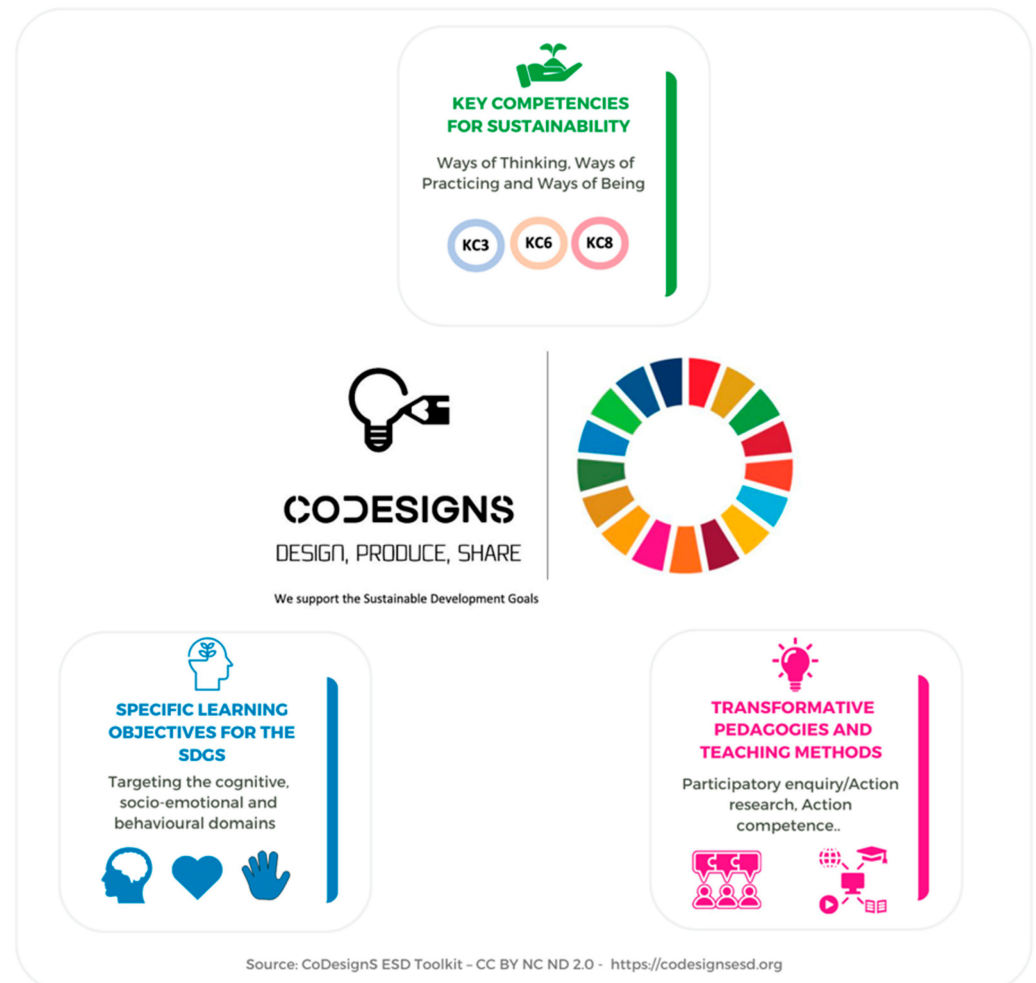 KEY COMPETENCIES
FOR SUSTAINABILITY
Ways of Thinking, Ways of
Practicing and Ways of Being
KC3 KC6 KC8
CODESIGNS
DESIGN, PRODUCE, SHARE
We support the Sustainable Development Goals
SPECIFIC LEARNING
OBJECTIVES FOR THE
SDGS
Targeting the cognitive,
socio-emotional and
behavioural domains
TRANSFORMATIVE
PEDAGOGIES AND
TEACHING METHODS
Participatory enquiry/Action
research, Action
competence..
Source: CoDesignS ESD Toolkit – CC BY NC ND 2.0 - https://codesignsesd.org